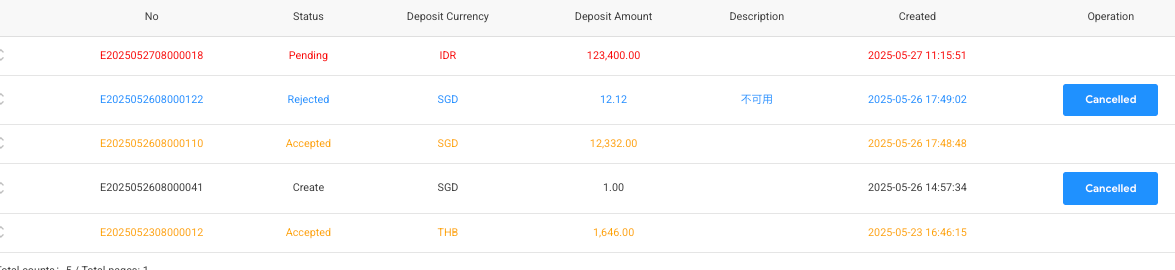 No Status Deposit Currency Deposit Amount Description Created Operation
E2025052708000018 Pending IDR 123,400.00 2025-05-27 11:15:51
E2025052608000122 Rejected SGD 12.12 不可用 2025-05-26 17:49:02 Cancelled
E2025052608000110 Accepted SGD 12,332.00 2025-05-26 17:48:48
E2025052608000041 Create SGD 1.00 2025-05-26 14:57:34 Cancelled
E2025052308000012 Accepted THB 1,646.00 2025-05-23 16:46:15
counts: 5 / Total pages: 1